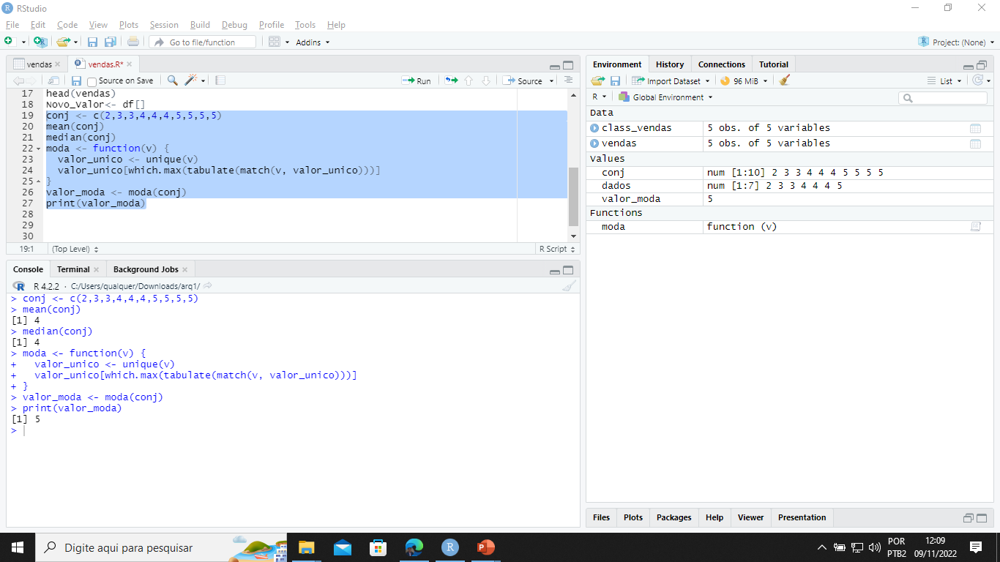 RStudio
File Edit Code View Plots Session Build Debug Profile Tools Help
Go to file/function Addins Project: (None)
vendas vendas.R*
Source on Save Run Source
17 head(vendas)
18 Novo_Valor<- df[]
19 conj <- c(2,3,3,4,4,4,5,5,5,5)
20 mean(conj)
21 median(conj)
22 moda <- function(v) {
23 valor_unico <- unique(v)
24 valor_unico[which.max(tabulate(match(v, valor_unico)))]
25 }
26 valor_moda <- moda(conj)
27 print(valor_moda)
28
29
30
19:1 (Top Level) R Script
Console Terminal Background Jobs
R 4.2.2 · C:/Users/qualquer/Downloads/arq1/
> conj <- c(2,3,3,4,4,4,5,5,5,5)
> mean(conj)
[1] 4
> median(conj)
[1] 4
> moda <- function(v) {
+ valor_unico <- unique(v)
+ valor_unico[which.max(tabulate(match(v, valor_unico)))]
+ }
> valor_moda <- moda(conj)
> print(valor_moda)
[1] 5
>
Environment History Connections Tutorial
Import Dataset 96 MiB List
R Global Environment
Data
class_vendas 5 obs. of 5 variables
vendas 5 obs. of 5 variables
Values
conj num [1:10] 2 3 3 4 4 4 5 5 5 5
dados num [1:7] 2 3 3 4 4 4 5
valor_moda 5
Functions
moda function (v)
Files Plots Packages Help Viewer Presentation
Digite aqui para pesquisar
POR
PTB2
12:09
09/11/2022